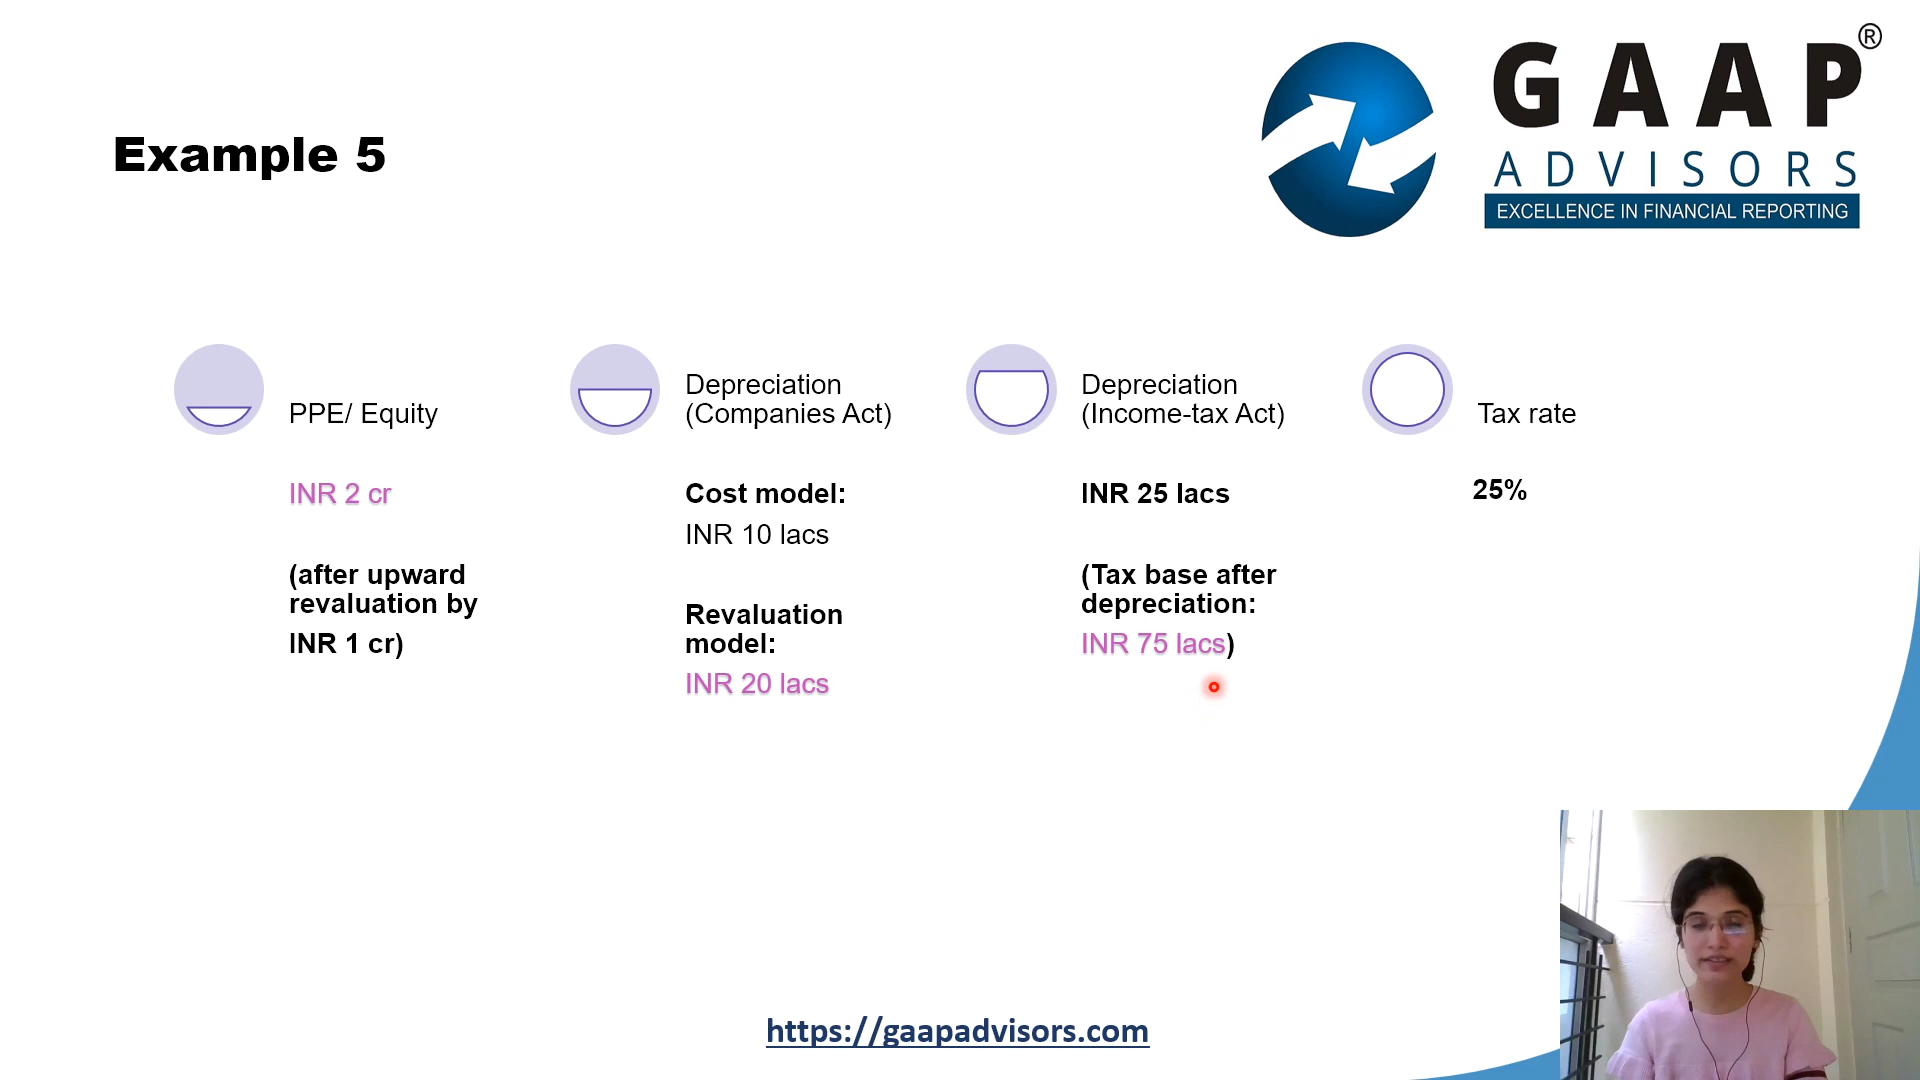 GAAP®
ADVISORS
EXCELLENCE IN FINANCIAL REPORTING
Example 5
PPE/ Equity
INR 2 cr
(after upward
revaluation by
INR 1 cr)
Depreciation
(Companies Act)
Cost model:
INR 10 lacs
Revaluation
model:
INR 20 lacs
Depreciation
(Income-tax Act)
INR 25 lacs
(Tax base after
depreciation:
INR 75 lacs)
Tax rate
25%
https://gaapadvisors.com